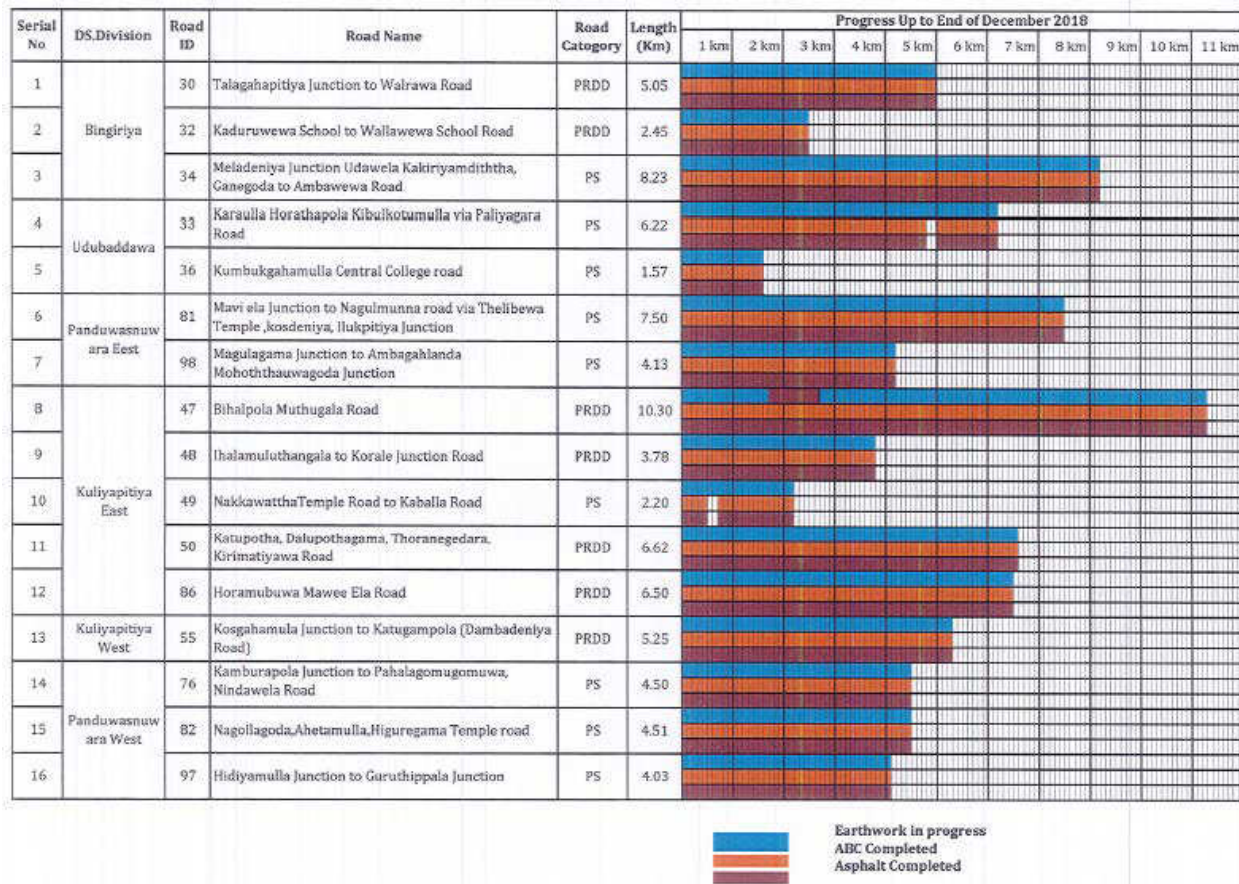 Progress Up to End of December 2018
Serial No DS.Division Road ID Road Name Road Category Length (Km) 1 km 2 km 3 km 4 km 5 km 6 km 7 km 8 km 9 km 10 km 11 km
1 Bingiriya 30 Talagahapitiya Junction to Walrawa Road PRDD 5.05
2 32 Kaduruwewa School to Wallawewa School Road PRDD 2.45
3 34 Meladeniya Junction Udawela Kakiriyamdiththa,
Ganegoda to Ambawewa Road PS 8.23
4 Udubaddawa 33 Karaulla Horathapola Kibulkotumulla via Paliyagara
Road PS 6.22
5 36 Kumbukgahamulla Central College road PS 1.57
6 Panduwasnuw
ara Eest 81 Mavi ela Junction to Nagulmunna road via Thelibewa
Temple ,kosdeniya, Ilukpitiya Junction PS 7.50
7 98 Magulagama Junction to Ambagahlanda
Mohoththauwagoda Junction PS 4.13
8 Kuliyapitiya
East 47 Bihalpola Muthugala Road PRDD 10.30
9 48 Ihalamuluthangala to Korale Junction Road PRDD 3.78
10 49 NakkawatthaTemple Road to Kaballa Road PS 2.20
11 50 Katupotha, Dalupothagama, Thoranegedara,
Kirimatiyawa Road PRDD 6.62
12 86 Horamubuwa Mawee Ela Road PRDD 6.50
13 Kuliyapitiya
West 55 Kosgahamula Junction to Katugampola (Dambadeniya
Road) PRDD 5.25
14 Panduwasnuw
ara West 76 Kamburapola Junction to Pahalagomugomuwa,
Nindawela Road PS 4.50
15 82 Nagollagoda,Ahetamulla,Higuregama Temple road PS 4.51
16 97 Hidiyamulla Junction to Guruthippala Junction PS 4.03
Earthwork in progress
ABC Completed
Asphalt Completed